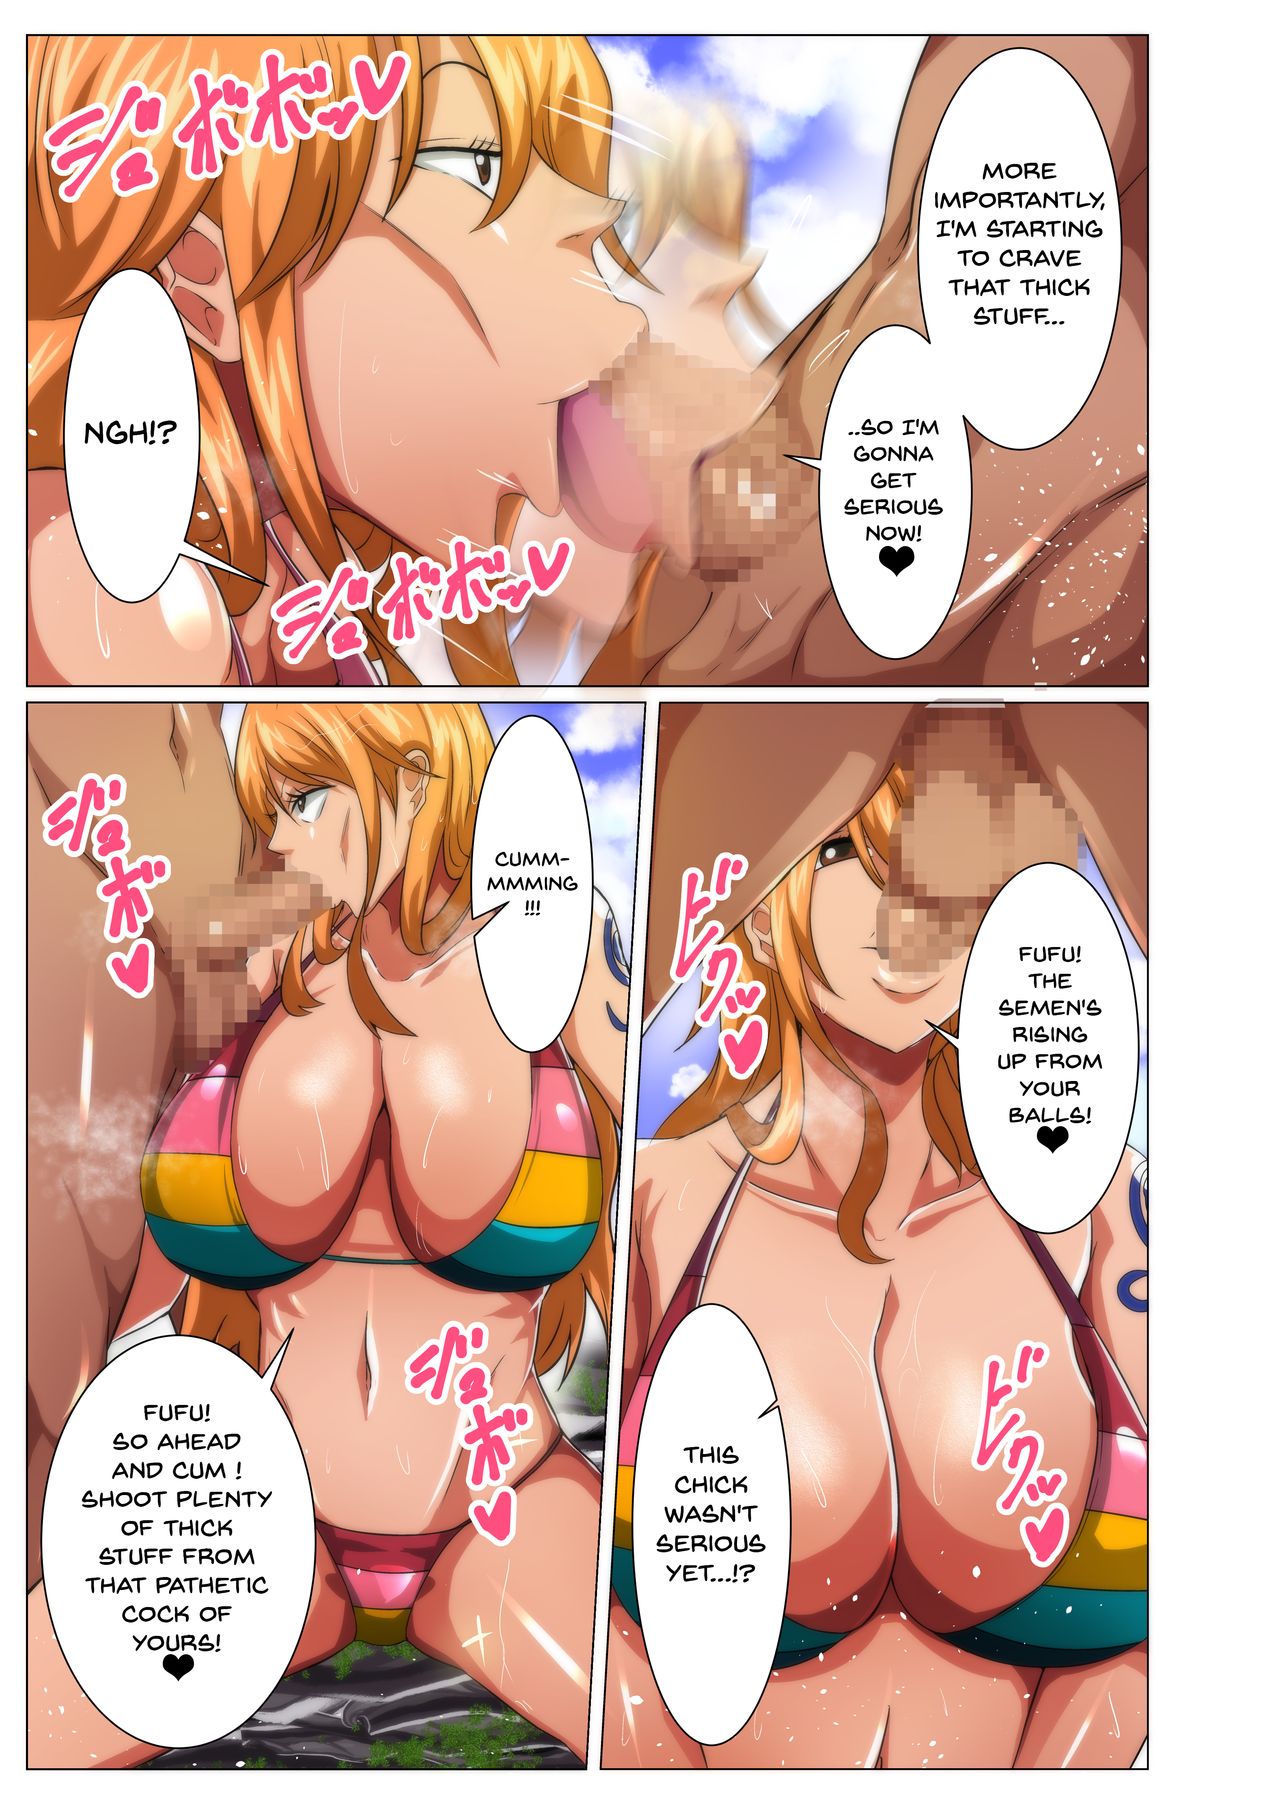 ジュボボッ♥
MORE
IMPORTANTLY,
I'M STARTING
TO CRAVE
THAT THICK
STUFF...
..SO I'M
GONNA
GET
SERIOUS
NOW!
♥
NGH!?
ジュボボッ♥
ドビクッ♥
FUFU!
THE
SEMEN'S
RISING
UP FROM
YOUR
BALLS!
♥
THIS
CHICK
WASN'T
SERIOUS
YET...!?
ドビクッ♥
ジュボ♥
CUMM-
MMMING
!!!
FUFU!
SO AHEAD
AND CUM !
SHOOT PLENTY
OF THICK
STUFF FROM
THAT PATHETIC
COCK OF
YOURS!
♥
ジュボ♥